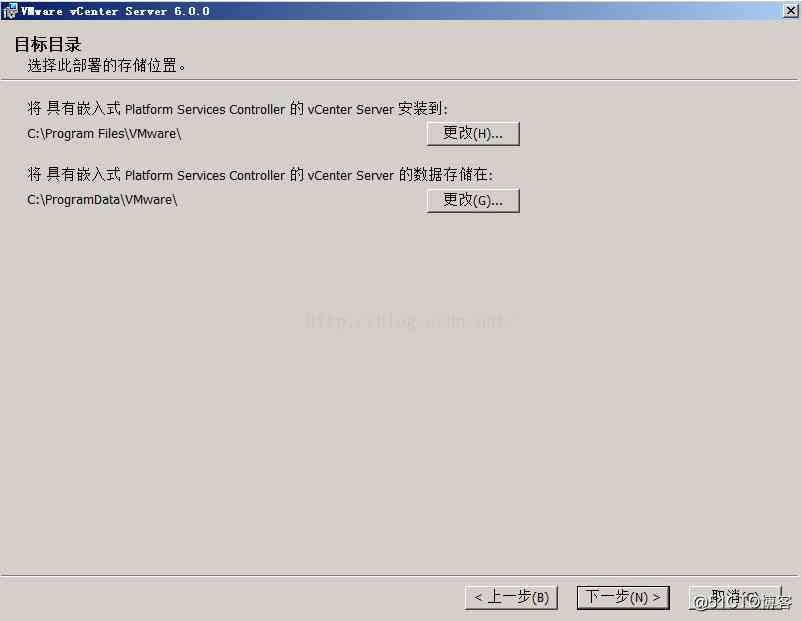 VMware vCenter Server 6.0.0
目标目录
选择此部署的存储位置。
将 具有嵌入式 Platform Services Controller 的 vCenter Server 安装到:
C:\Program Files\VMware\
更改(H)...
将 具有嵌入式 Platform Services Controller 的 vCenter Server 的数据存储在:
C:\ProgramData\VMware\
更改(G)...
http://blog.csdn.net/
< 上一步(B)
下一步(N) >
取消(C)
@51CTO博客